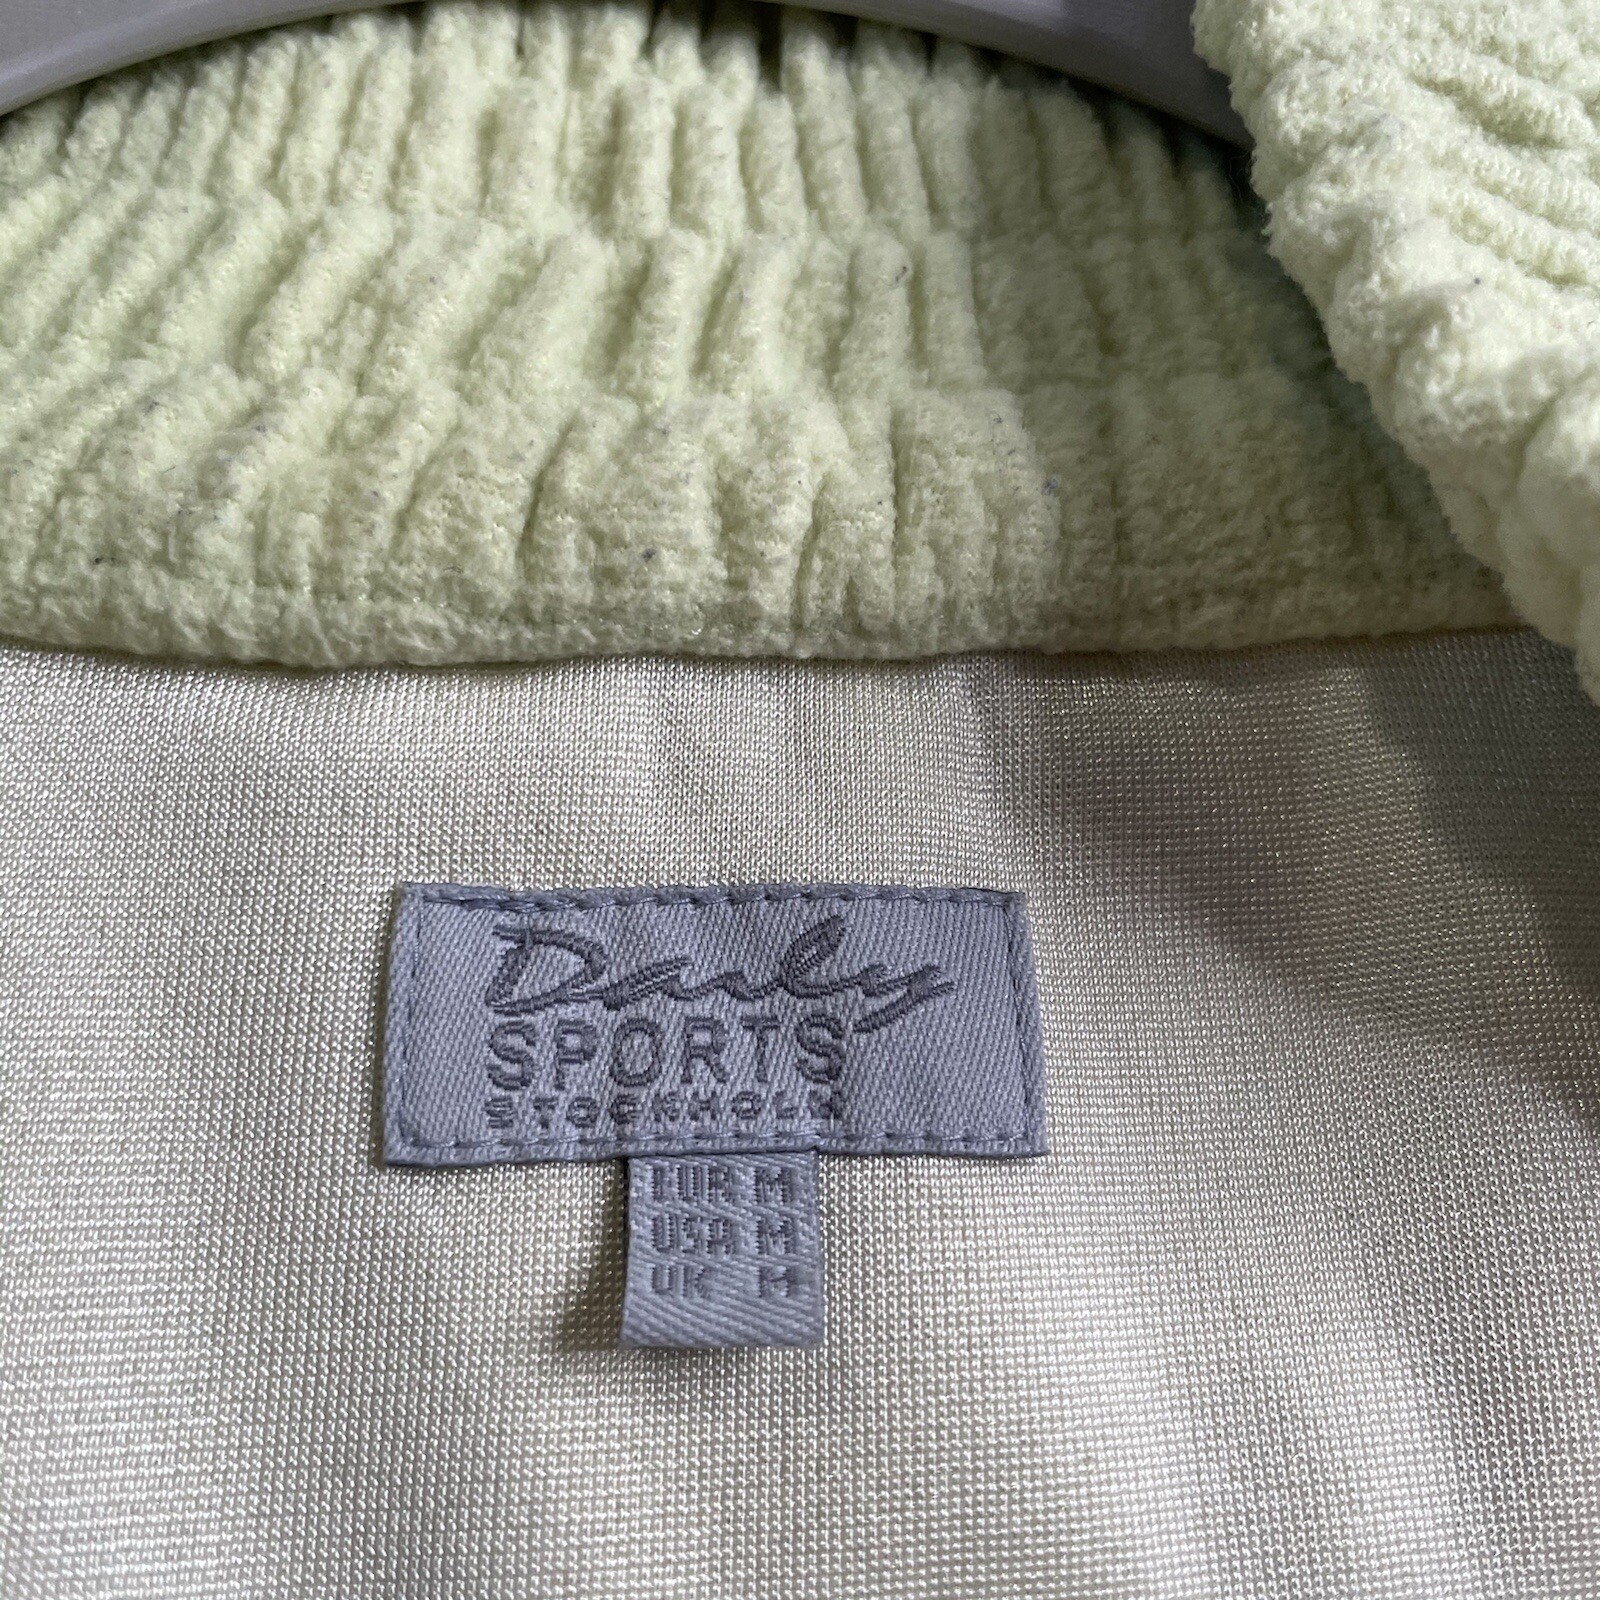 Daily
SPORTS
STOCKHOLM
EUR M
USA M
UK M